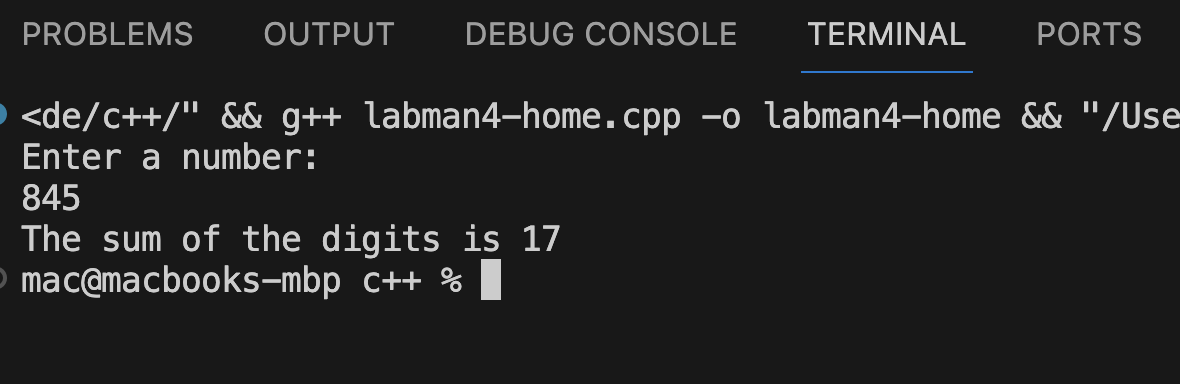 PROBLEMS OUTPUT DEBUG CONSOLE TERMINAL PORTS
<de/c++/" && g++ labman4-home.cpp -o labman4-home && "/Use
Enter a number:
845
The sum of the digits is 17
mac@macbooks-mbp c++ %